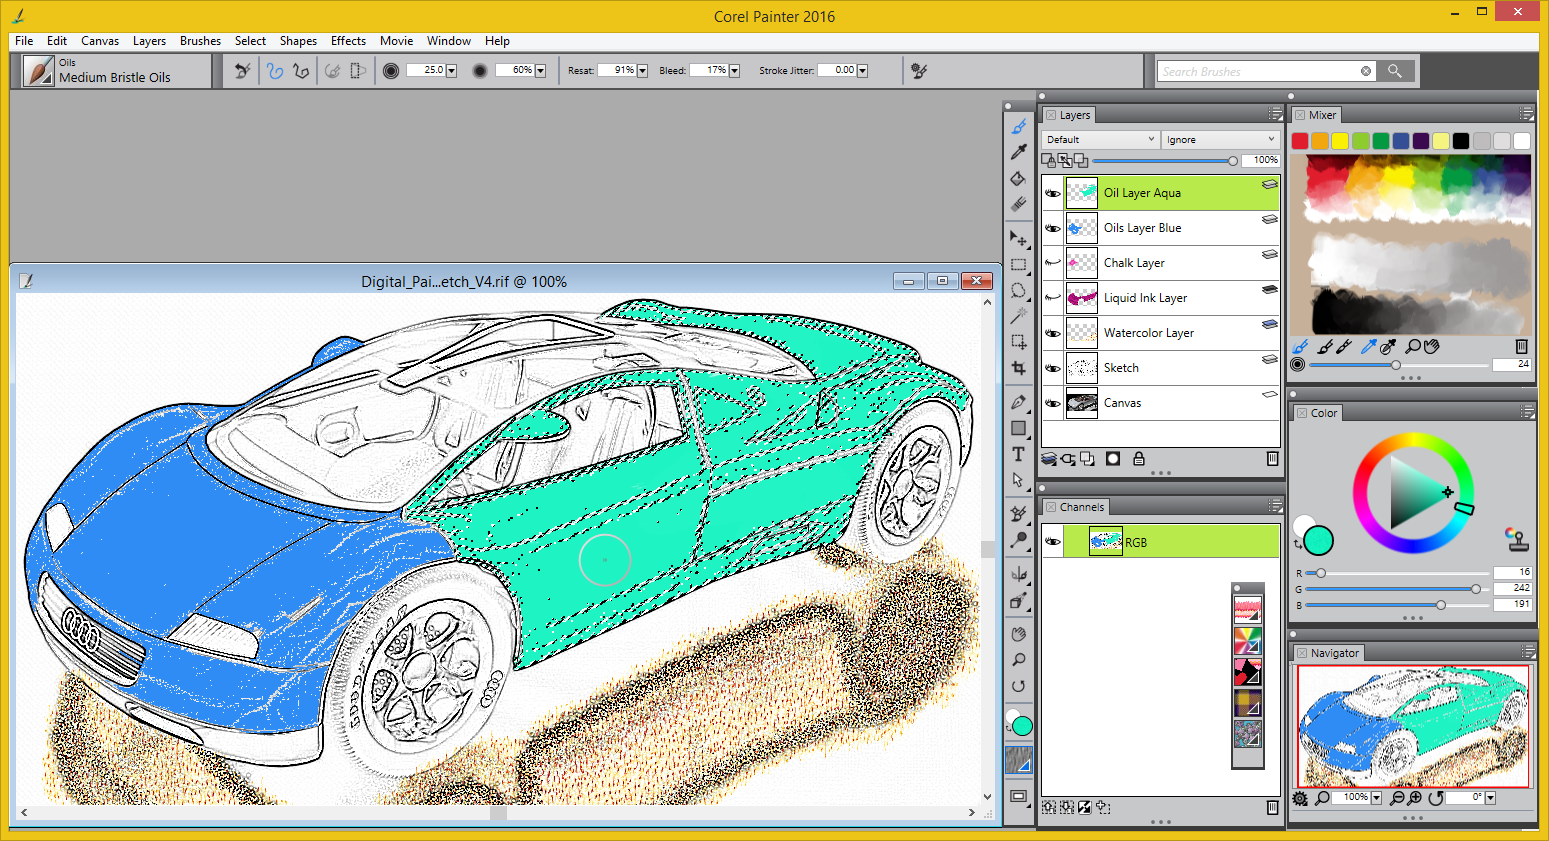 Corel Painter 2016
File Edit Canvas Layers Brushes Select Shapes Effects Movie Window Help
Oils
Medium Bristle Oils
25.0
60%
Resat: 91%
Bleed: 17%
Stroke Jitter: 0.00
Search Brushes
Digital_Pai...etch_V4.rif @ 100%
Layers
Default
Ignore
100%
Oil Layer Aqua
Oils Layer Blue
Chalk Layer
Liquid Ink Layer
Watercolor Layer
Sketch
Canvas
Channels
RGB
Mixer
24
Color
R 16
G 242
B 191
Navigator
100%
0°